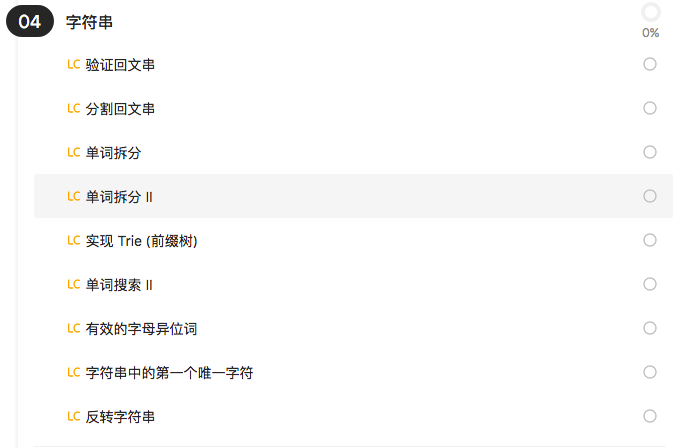 04 字符串
0%
LC 验证回文串
LC 分割回文串
LC 单词拆分
LC 单词拆分 II
LC 实现 Trie (前缀树)
LC 单词搜索 II
LC 有效的字母异位词
LC 字符串中的第一个唯一字符
LC 反转字符串